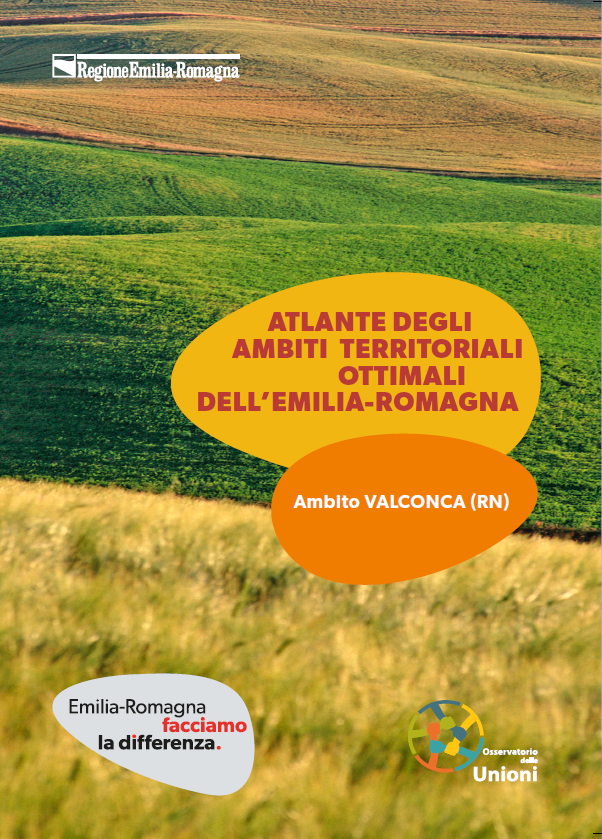 RegioneEmilia-Romagna
ATLANTE DEGLI
AMBITI TERRITORIALI
OTTIMALI
DELL'EMILIA-ROMAGNA
Ambito VALCONCA (RN)
Emilia-Romagna
facciamo
la differenza.
Osservatorio
delle
Unioni